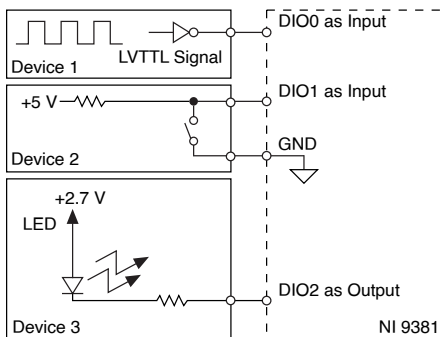 DIO0 as Input
LVTTL Signal
Device 1
+5 V
DIO1 as Input
GND
Device 2
+2.7 V
LED
DIO2 as Output
Device 3
NI 9381